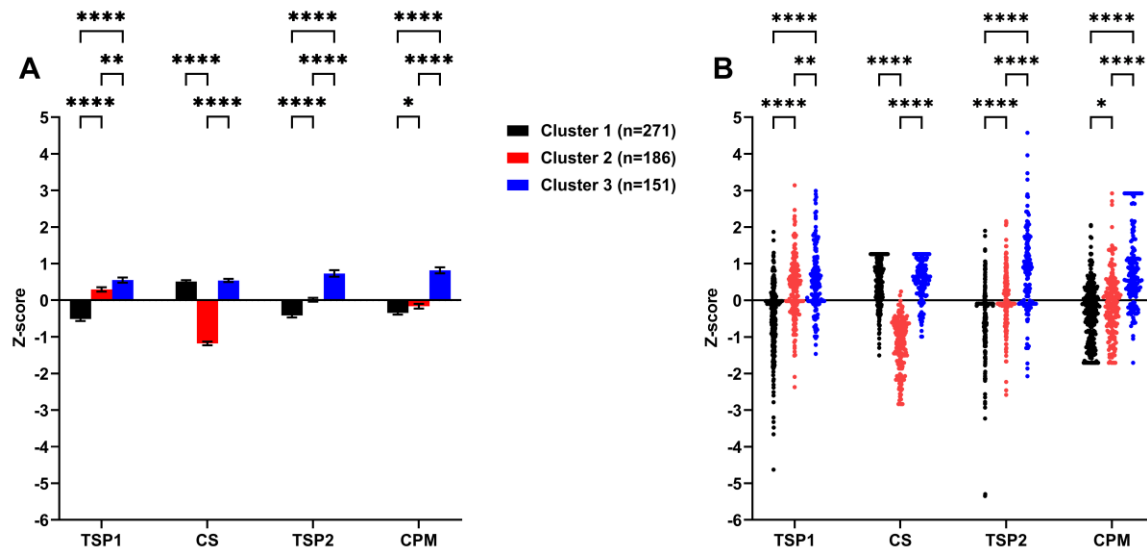 **** **** ****
** **** **** ****
**** **** **** *
A
5
4
3
2
1
0
-1
-2
-3
-4
-5
-6
Z-score
TSP1 CS TSP2 CPM
Cluster 1 (n=271)
Cluster 2 (n=186)
Cluster 3 (n=151)
**** **** ****
** **** **** ****
**** **** **** *
B
5
4
3
2
1
0
-1
-2
-3
-4
-5
-6
Z-score
TSP1 CS TSP2 CPM